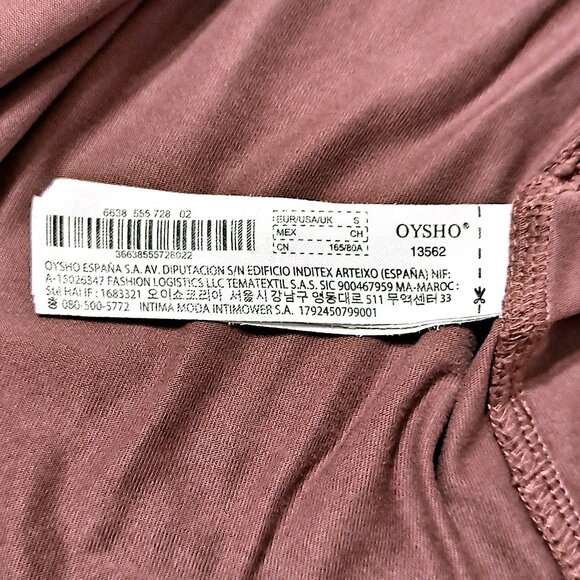 6638 555 728 02
36638555728022
EUR/USA/UK S
MEX CH
CN 165/80A
OYSHO®
13562
OYSHO ESPAÑA S.A. AV. DIPUTACION S/N EDIFICIO INDITEX ARTEIXO (ESPAÑA) NIF:
A-15026347 FASHION LOGISTICS LLC TEMATEXTIL S.A.S. SIC 900467959 MA-MAROC :
Sté HAHF : 1683321 오이쇼코리아 서울시강남구 영동대로 511 무역센터 33
층 080-500-5772 INTIMA MODA INTIMOWER S.A. 1792450799001